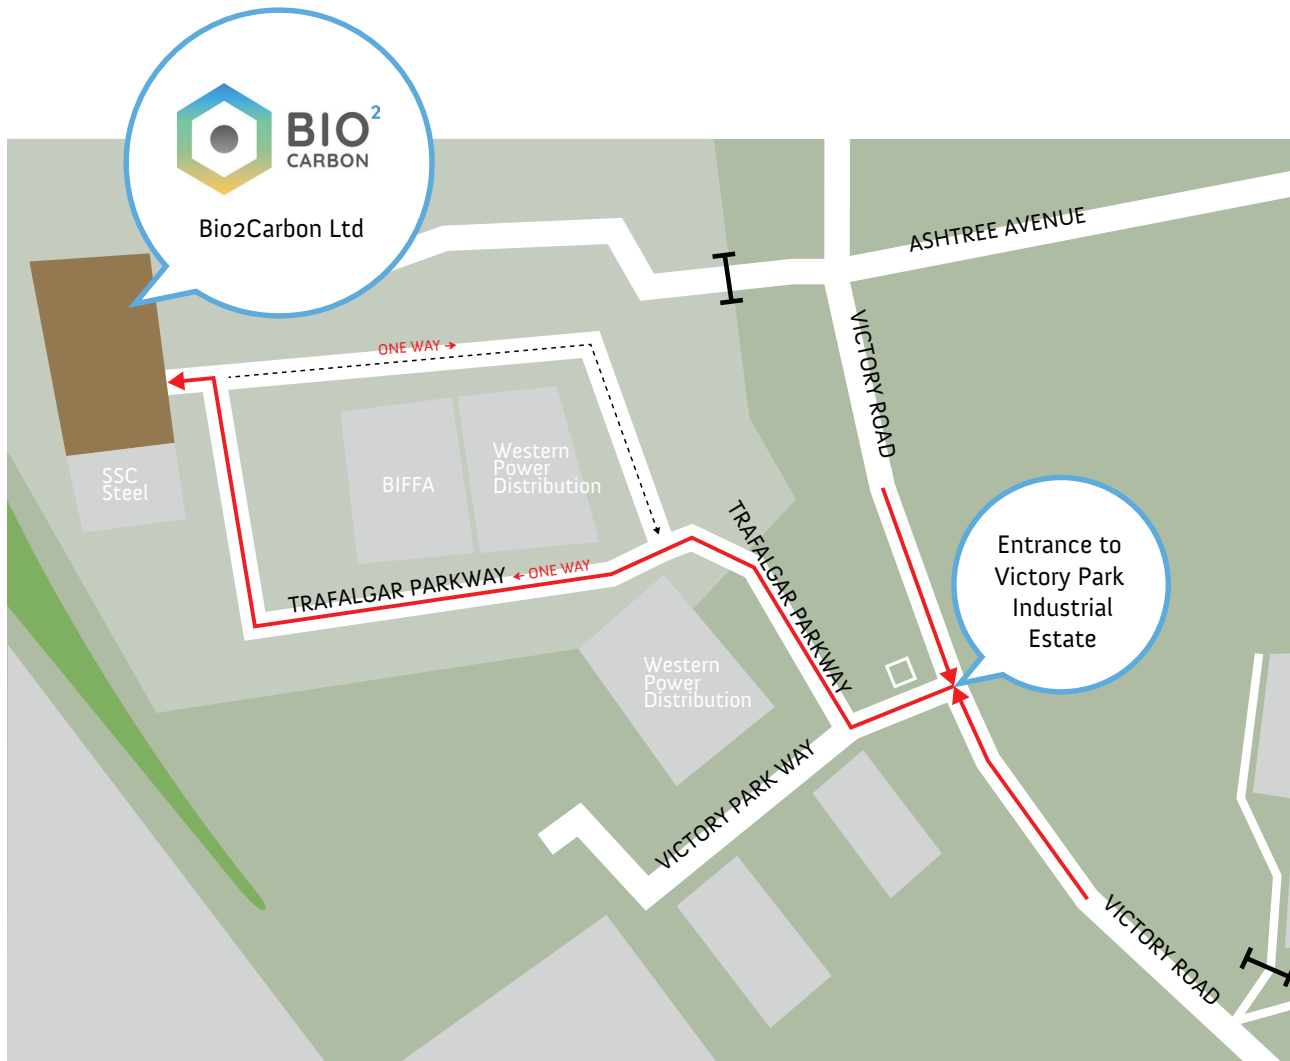 BIO²
CARBON
Bio2Carbon Ltd
ASHTREE AVENUE
VICTORY ROAD
ONE WAY →
SSC
Steel
BIFFA
Western
Power
Distribution
TRAFALGAR PARKWAY
← ONE WAY
TRAFALGAR PARKWAY
Entrance to
Victory Park
Industrial
Estate
Western
Power
Distribution
VICTORY PARK WAY
VICTORY ROAD